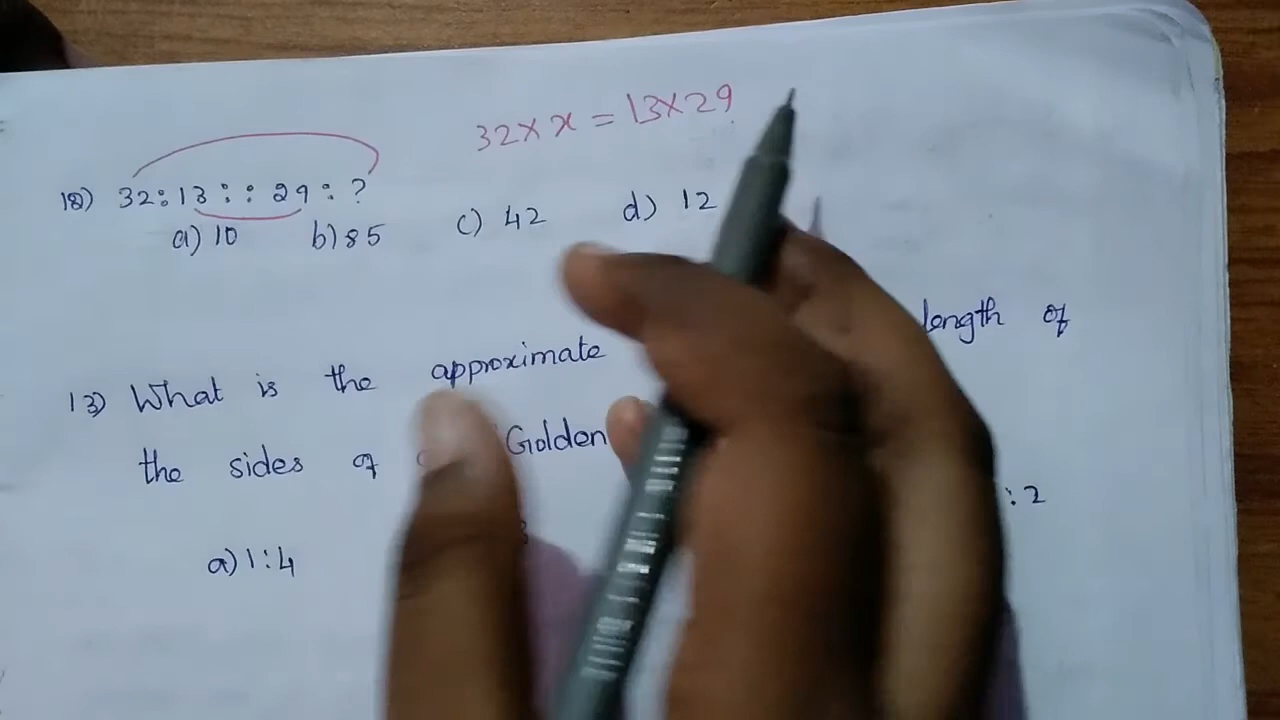 32 × x = 13 × 29
12) 32 : 13 : : 29 : ?
a) 10 b) 85 c) 42 d) 12
13) What is the approximate length of
the sides of Golden
: 2
a) 1 : 4